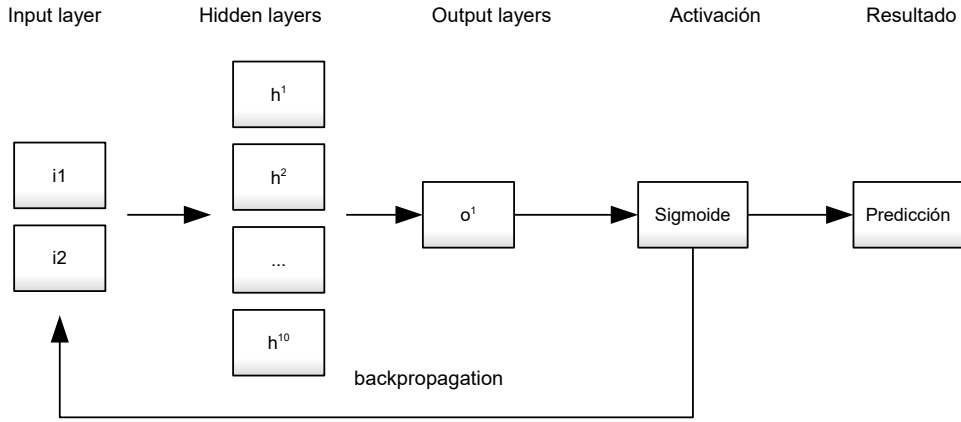 Input layer
Hidden layers
Output layers
Activación
Resultado
i1
i2
h¹
h²
...
h¹⁰
o¹
Sigmoide
Predicción
backpropagation